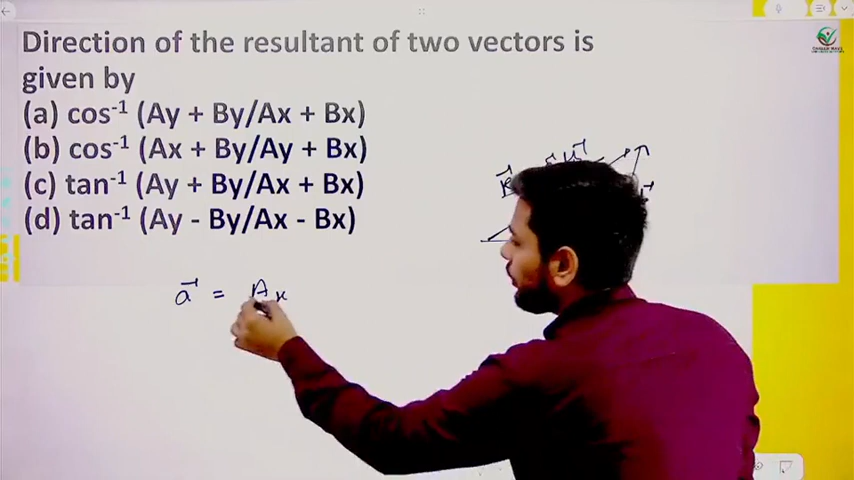 Direction of the resultant of two vectors is
given by
(a) cos⁻¹ (Ay + By/Ax + Bx)
(b) cos⁻¹ (Ax + By/Ay + Bx)
(c) tan⁻¹ (Ay + By/Ax + Bx)
(d) tan⁻¹ (Ay - By/Ax - Bx)
a⃗ = Ax